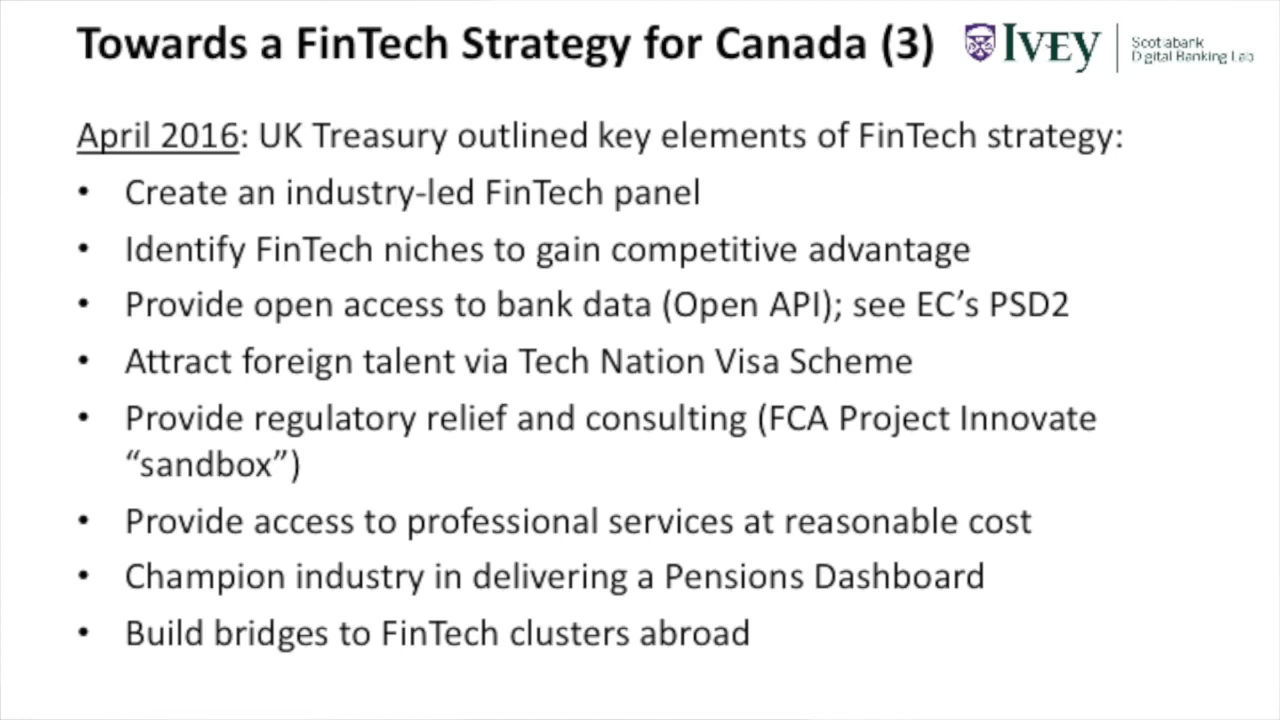 Towards a FinTech Strategy for Canada (3)
IVEY
Scotiabank
Digital Banking Lab
April 2016: UK Treasury outlined key elements of FinTech strategy:
• Create an industry-led FinTech panel
• Identify FinTech niches to gain competitive advantage
• Provide open access to bank data (Open API); see EC’s PSD2
• Attract foreign talent via Tech Nation Visa Scheme
• Provide regulatory relief and consulting (FCA Project Innovate
“sandbox”)
• Provide access to professional services at reasonable cost
• Champion industry in delivering a Pensions Dashboard
• Build bridges to FinTech clusters abroad